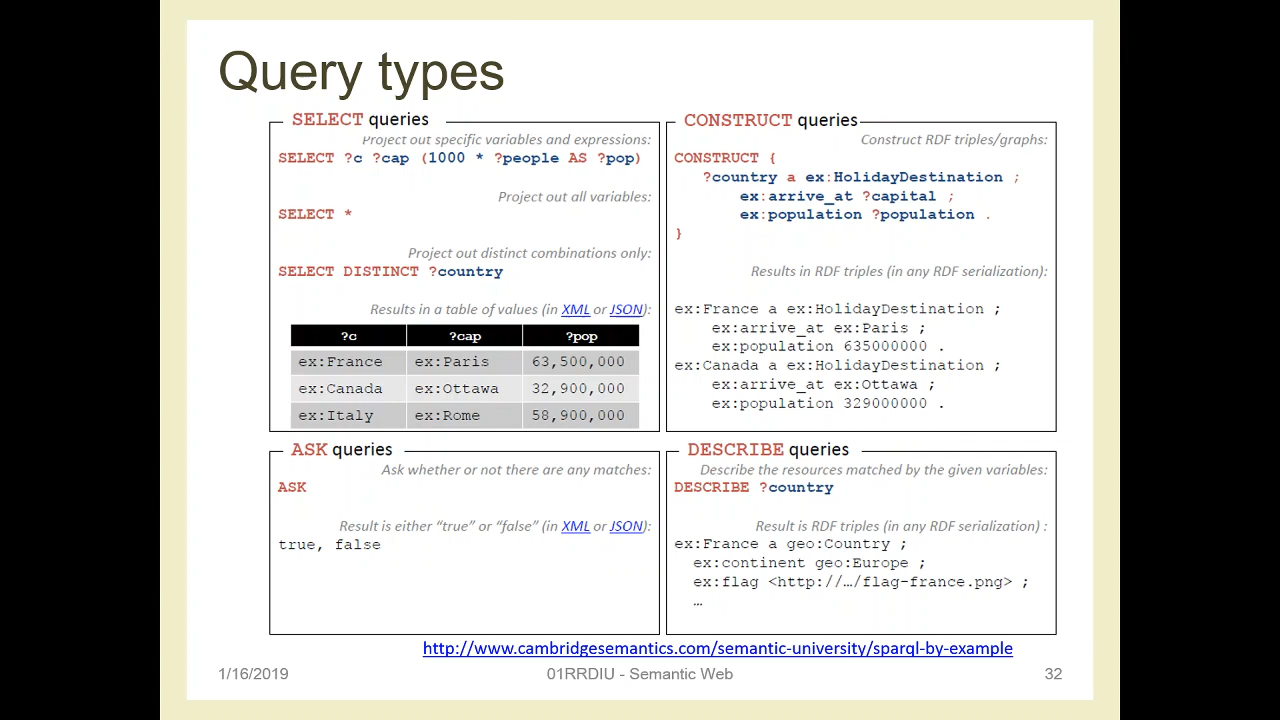 Query types
SELECT queries
Project out specific variables and expressions:
SELECT ?c ?cap (1000 * ?people AS ?pop)
Project out all variables:
SELECT *
Project out distinct combinations only:
SELECT DISTINCT ?country
Results in a table of values (in XML or JSON):
?c ?cap ?pop
ex:France ex:Paris 63,500,000
ex:Canada ex:Ottawa 32,900,000
ex:Italy ex:Rome 58,900,000
CONSTRUCT queries
Construct RDF triples/graphs:
CONSTRUCT {
?country a ex:HolidayDestination ;
ex:arrive_at ?capital ;
ex:population ?population .
}
Results in RDF triples (in any RDF serialization):
ex:France a ex:HolidayDestination ;
ex:arrive_at ex:Paris ;
ex:population 635000000 .
ex:Canada a ex:HolidayDestination ;
ex:arrive_at ex:Ottawa ;
ex:population 329000000 .
ASK queries
Ask whether or not there are any matches:
ASK
Result is either “true” or “false” (in XML or JSON):
true, false
DESCRIBE queries
Describe the resources matched by the given variables:
DESCRIBE ?country
Result is RDF triples (in any RDF serialization) :
ex:France a geo:Country ;
ex:continent geo:Europe ;
ex:flag <http://…/flag-france.png> ;
…
http://www.cambridgesemantics.com/semantic-university/sparql-by-example
1/16/2019 01RRDIU - Semantic Web 32